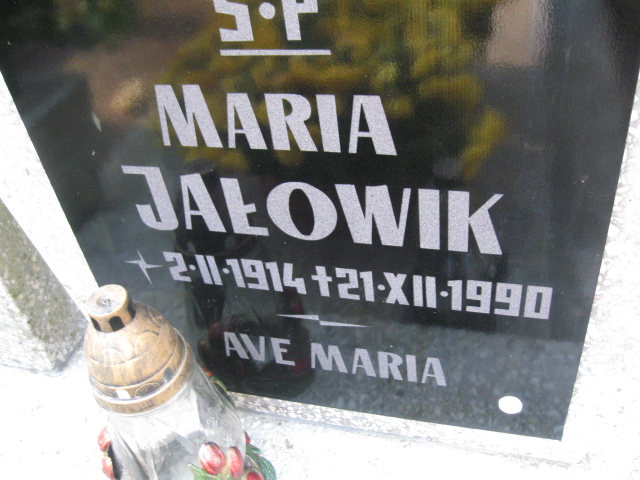 Ś•P
MARIA
JAŁOWIK
2•II•1914 †21•XII•1990
AVE MARIA